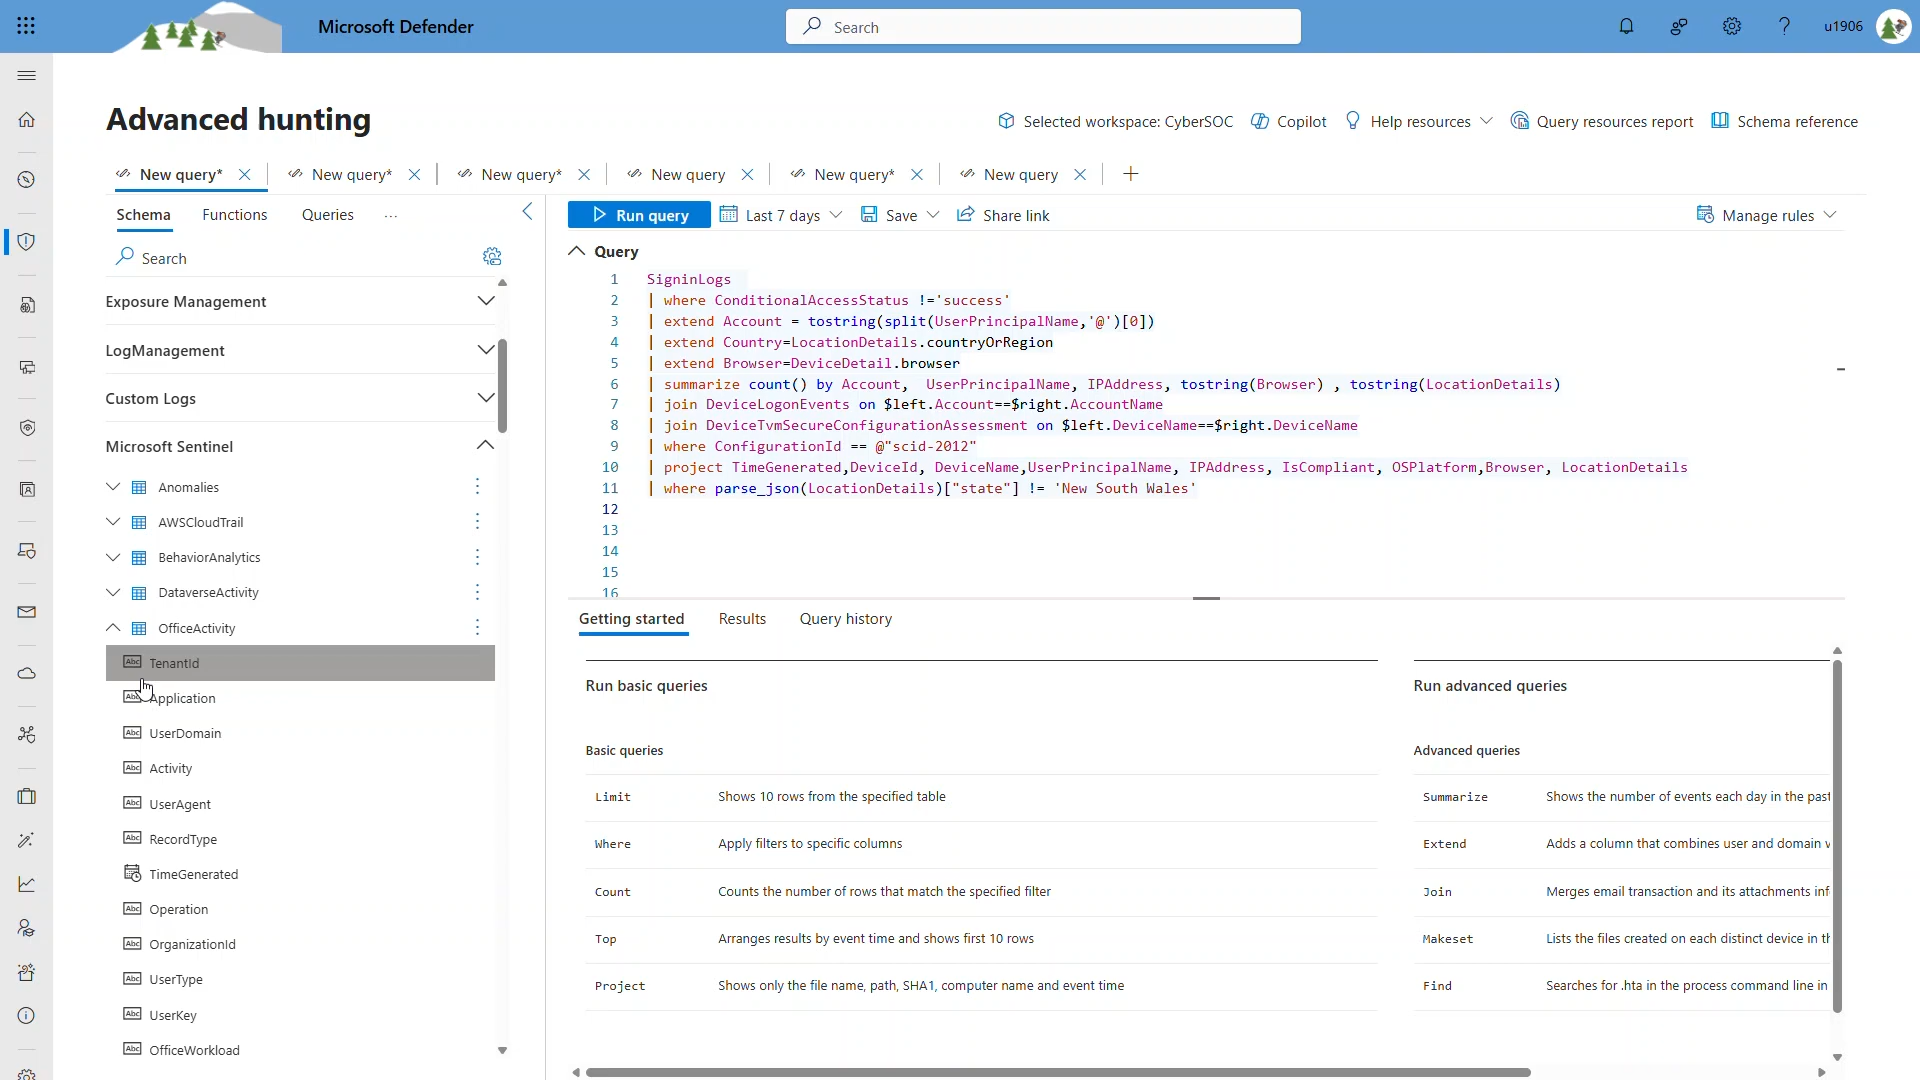 Microsoft Defender
Search
u1906
Advanced hunting
Selected workspace: CyberSOC
Copilot
Help resources
Query resources report
Schema reference
New query*
New query*
New query*
New query
New query*
New query
Schema
Functions
Queries
...
Run query
Last 7 days
Save
Share link
Manage rules
Search
Exposure Management
LogManagement
Custom Logs
Microsoft Sentinel
Anomalies
AWSCloudTrail
BehaviorAnalytics
DataverseActivity
OfficeActivity
Abc TenantId
Abc Application
Abc UserDomain
Abc Activity
Abc UserAgent
Abc RecordType
TimeGenerated
Abc Operation
Abc OrganizationId
Abc UserType
Abc UserKey
Abc OfficeWorkload
Query
1 SigninLogs
2 | where ConditionalAccessStatus !='success'
3 | extend Account = tostring(split(UserPrincipalName,'@')[0])
4 | extend Country=LocationDetails.countryOrRegion
5 | extend Browser=DeviceDetail.browser
6 | summarize count() by Account,  UserPrincipalName, IPAddress, tostring(Browser) , tostring(LocationDetails)
7 | join DeviceLogonEvents on $left.Account==$right.AccountName
8 | join DeviceTvmSecureConfigurationAssessment on $left.DeviceName==$right.DeviceName
9 | where ConfigurationId == @"scid-2012"
10 | project TimeGenerated,DeviceId, DeviceName,UserPrincipalName, IPAddress, IsCompliant, OSPlatform,Browser, LocationDetails
11 | where parse_json(LocationDetails)["state"] != 'New South Wales'
12
13
14
15
16
Getting started
Results
Query history
Run basic queries
Basic queries
Limit Shows 10 rows from the specified table
Where Apply filters to specific columns
Count Counts the number of rows that match the specified filter
Top Arranges results by event time and shows first 10 rows
Project Shows only the file name, path, SHA1, computer name and event time
Run advanced queries
Advanced queries
Summarize Shows the number of events each day in the past
Extend Adds a column that combines user and domain
Join Merges email transaction and its attachments
Makeset Lists the files created on each distinct device in
Find Searches for .hta in the process command line in